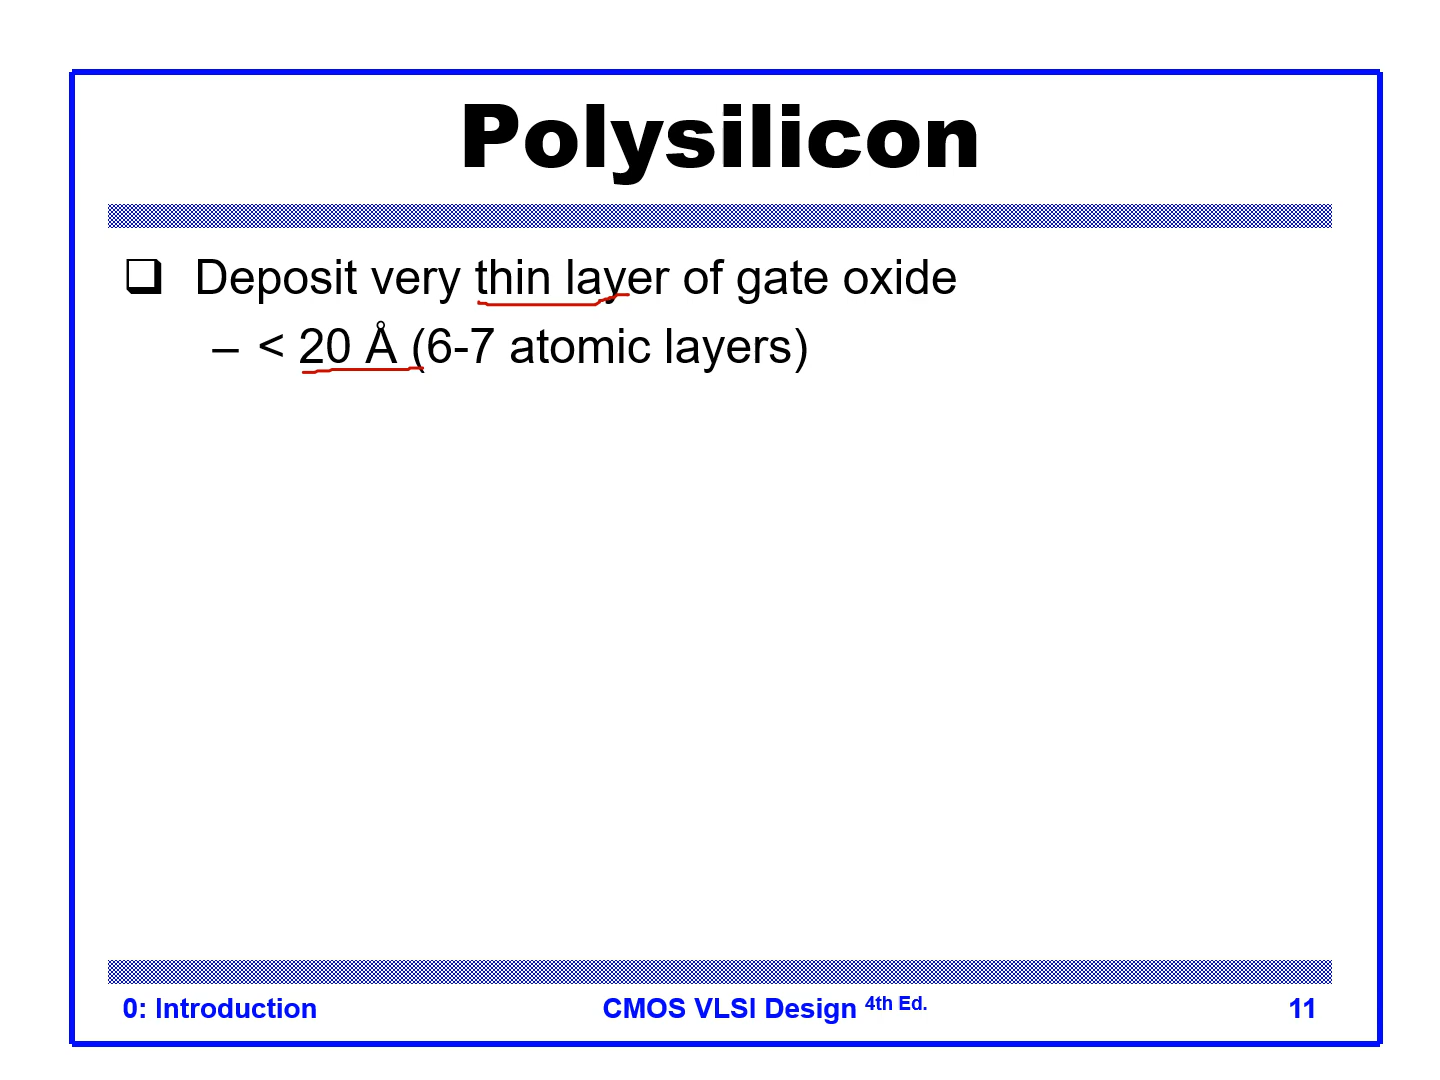 Polysilicon
❑ Deposit very thin layer of gate oxide
– < 20 Å (6-7 atomic layers)
0: Introduction
CMOS VLSI Design 4th Ed.
11